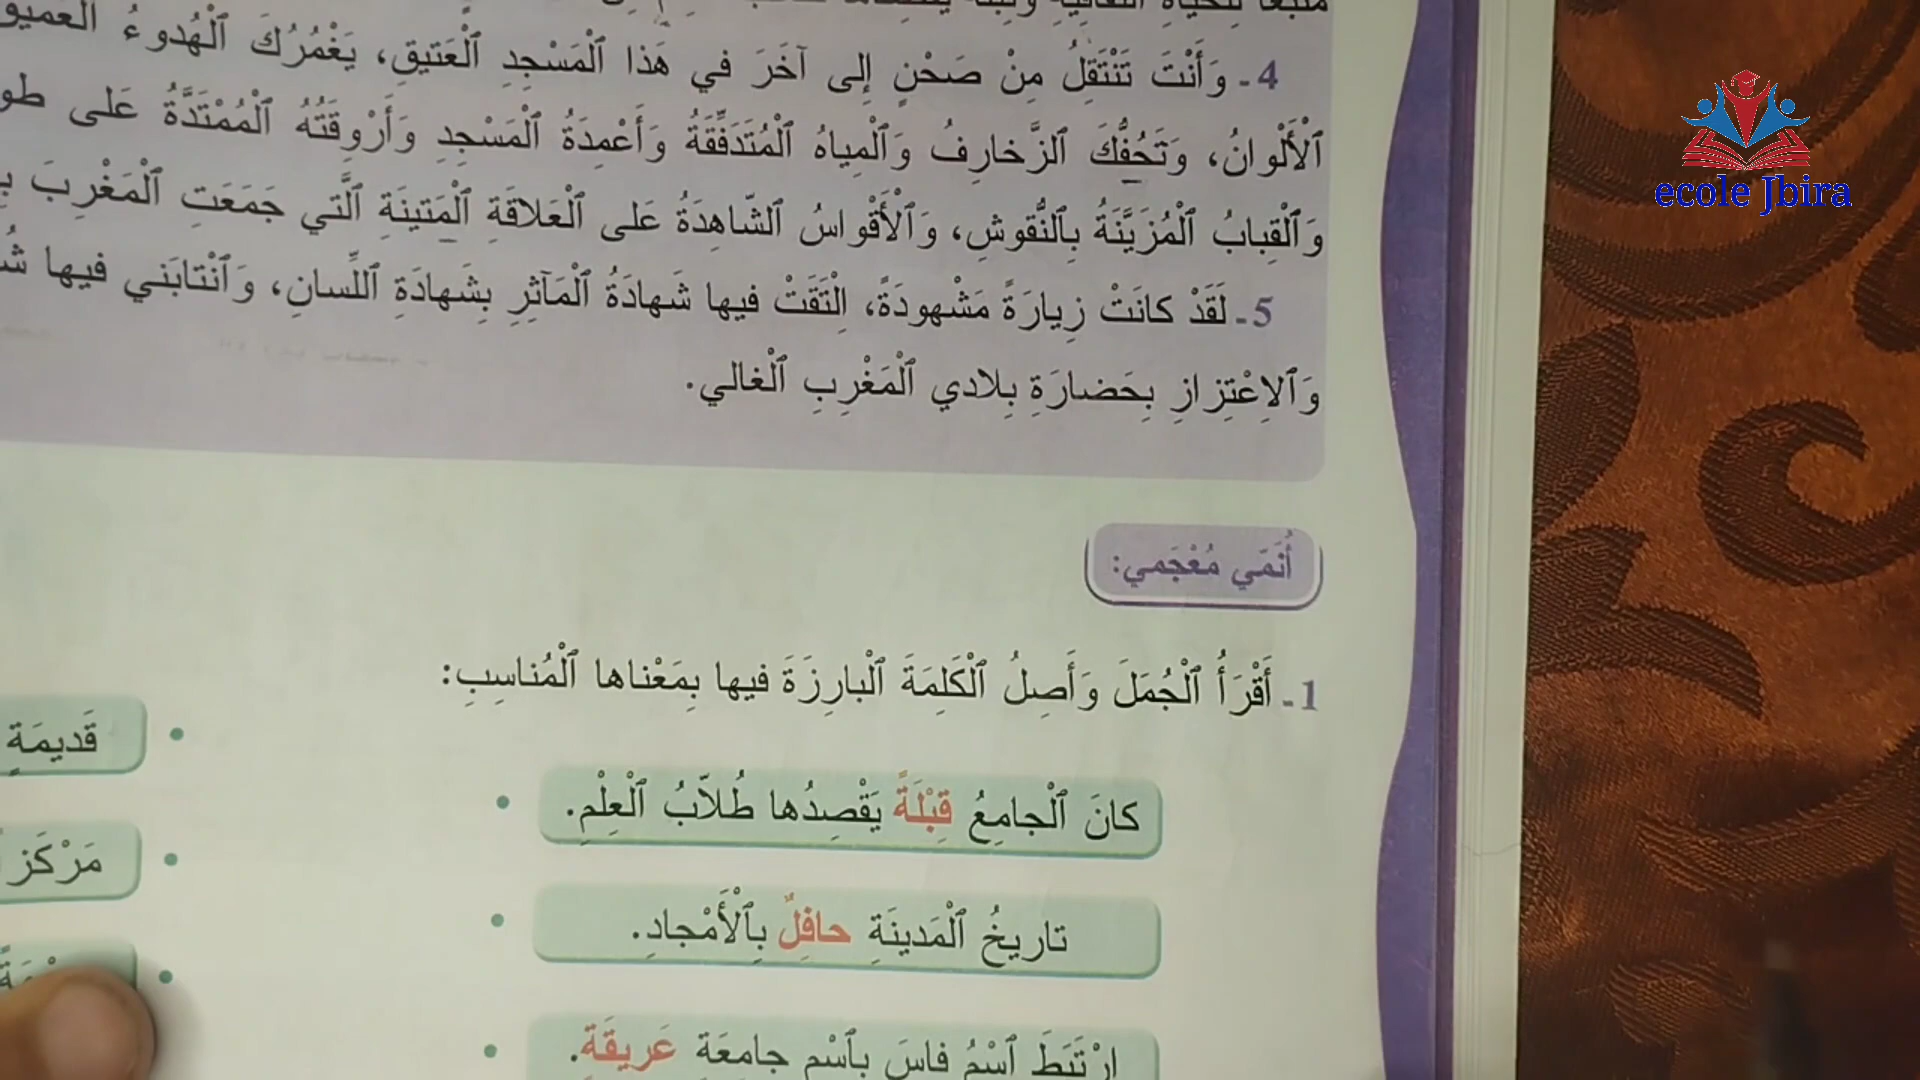 4 - وَأَنْتَ تَنْتَقِلُ مِنْ صَحْنٍ إِلى آخَرَ في هَذا ٱلْمَسْجِدِ ٱلْعَتيقِ، يَغْمُرُكَ ٱلْهُدوءُ
ٱلْأَلْوانُ، وَتَحُفُّكَ ٱلزَّخارِفُ وَٱلْمِياهُ ٱلْمُتَدَفِّقَةُ وَأَعْمِدَةُ ٱلْمَسْجِدِ وَأَرْوِقَتُهُ ٱلْمُمْتَدَّةُ عَلى
وَٱلْقِبابُ ٱلْمُزَيَّنَةُ بِٱلنُّقوشِ، وَٱلْأَقْواسُ ٱلشّاهِدَةُ عَلى ٱلْعَلاقَةِ ٱلْمَتينَةِ ٱلَّتي جَمَعَتِ ٱلْمَغْرِبَ
5 - لَقَدْ كانَتْ زِيارَةً مَشْهودَةً، اِلْتَقَتْ فيها شَهادَةُ ٱلْمَآثِرِ بِشَهادَةِ ٱللِّسانِ، وَٱنْتابَني فيها
وَٱلِاعْتِزازِ بِحَضارَةِ بِلادي ٱلْمَغْرِبِ ٱلْغالي.
أُنَمّي مُعْجَمي:
1 - أَقْرَأُ ٱلْجُمَلَ وَأَصِلُ ٱلْكَلِمَةَ ٱلْبارِزَةَ فيها بِمَعْناها ٱلْمُناسِبِ:
كانَ ٱلْجامِعُ قِبْلَةً يَقْصِدُها طُلاّبُ ٱلْعِلْمِ.
قَديمَةٍ
تاريخُ ٱلْمَدينَةِ حافِلٌ بِٱلْأَمْجادِ.
مَرْكَز
اِرْتَبَطَ ٱسْمُ فاسَ بِٱسْمِ جامِعَةٍ عَريقَةٍ.
ecole Jbira